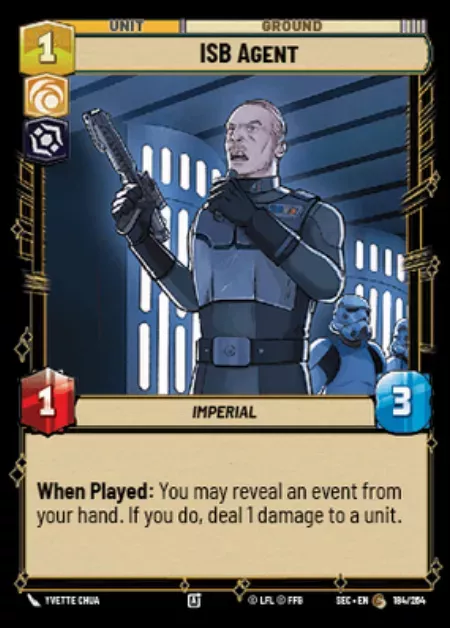 UNIT GROUND
1 ISB AGENT
1 IMPERIAL 3
When Played: You may reveal an event from
your hand. If you do, deal 1 damage to a unit.
YVETTE CHUA A © LFL © FFG SEC • EN C 184/264